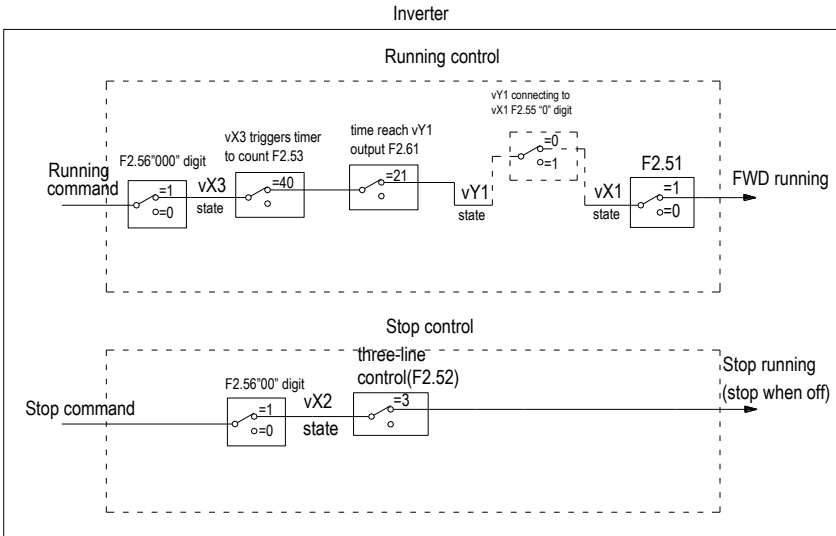 Inverter
Running control
vY1 connecting to
vX1 F2.55 “0” digit
vX3 triggers timer
to count F2.53
time reach vY1
output F2.61
F2.56"000" digit
Running
command
=1
=0
vX3
state
=40
=21
vY1
state
=0
=1
vX1
state
F2.51
=1
=0
FWD running
Stop control
three-line
control(F2.52)
F2.56"00" digit
Stop command
=1
=0
vX2
state
=3
Stop running
(stop when off)